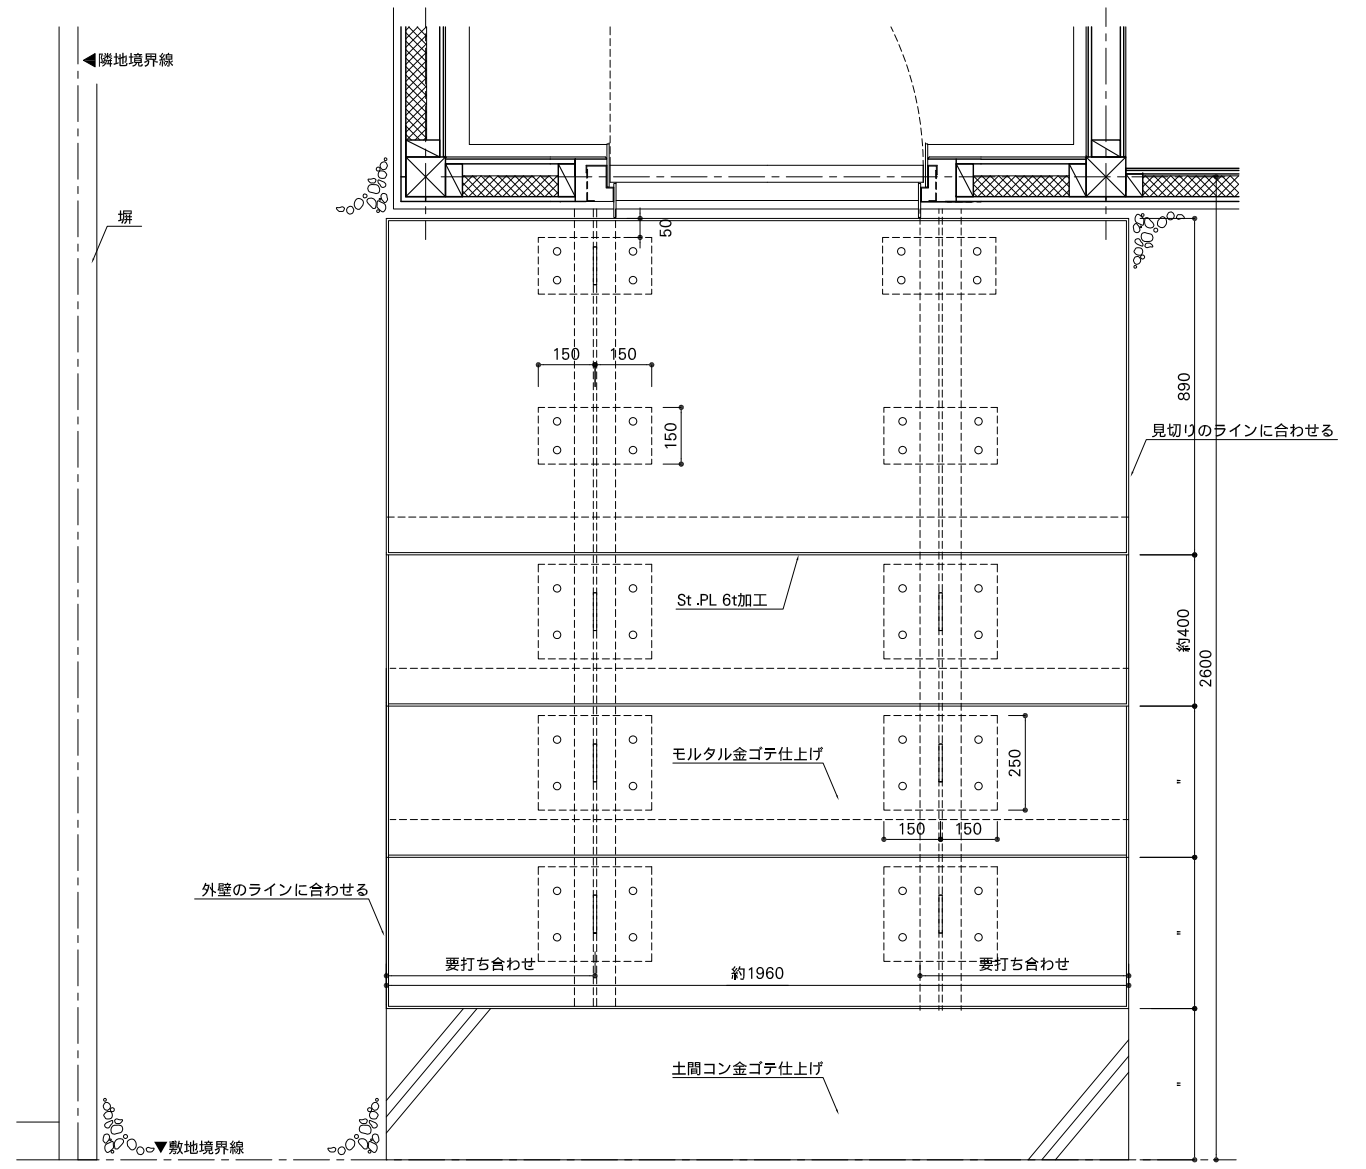 隣地境界線
塀
50
150
150
150
890
見切りのラインに合わせる
St.PL 6t加工
約400
2600
モルタル金ゴテ仕上げ
250
〃
150
150
外壁のラインに合わせる
〃
要打ち合わせ
約1960
要打ち合わせ
土間コン金ゴテ仕上げ
〃
敷地境界線